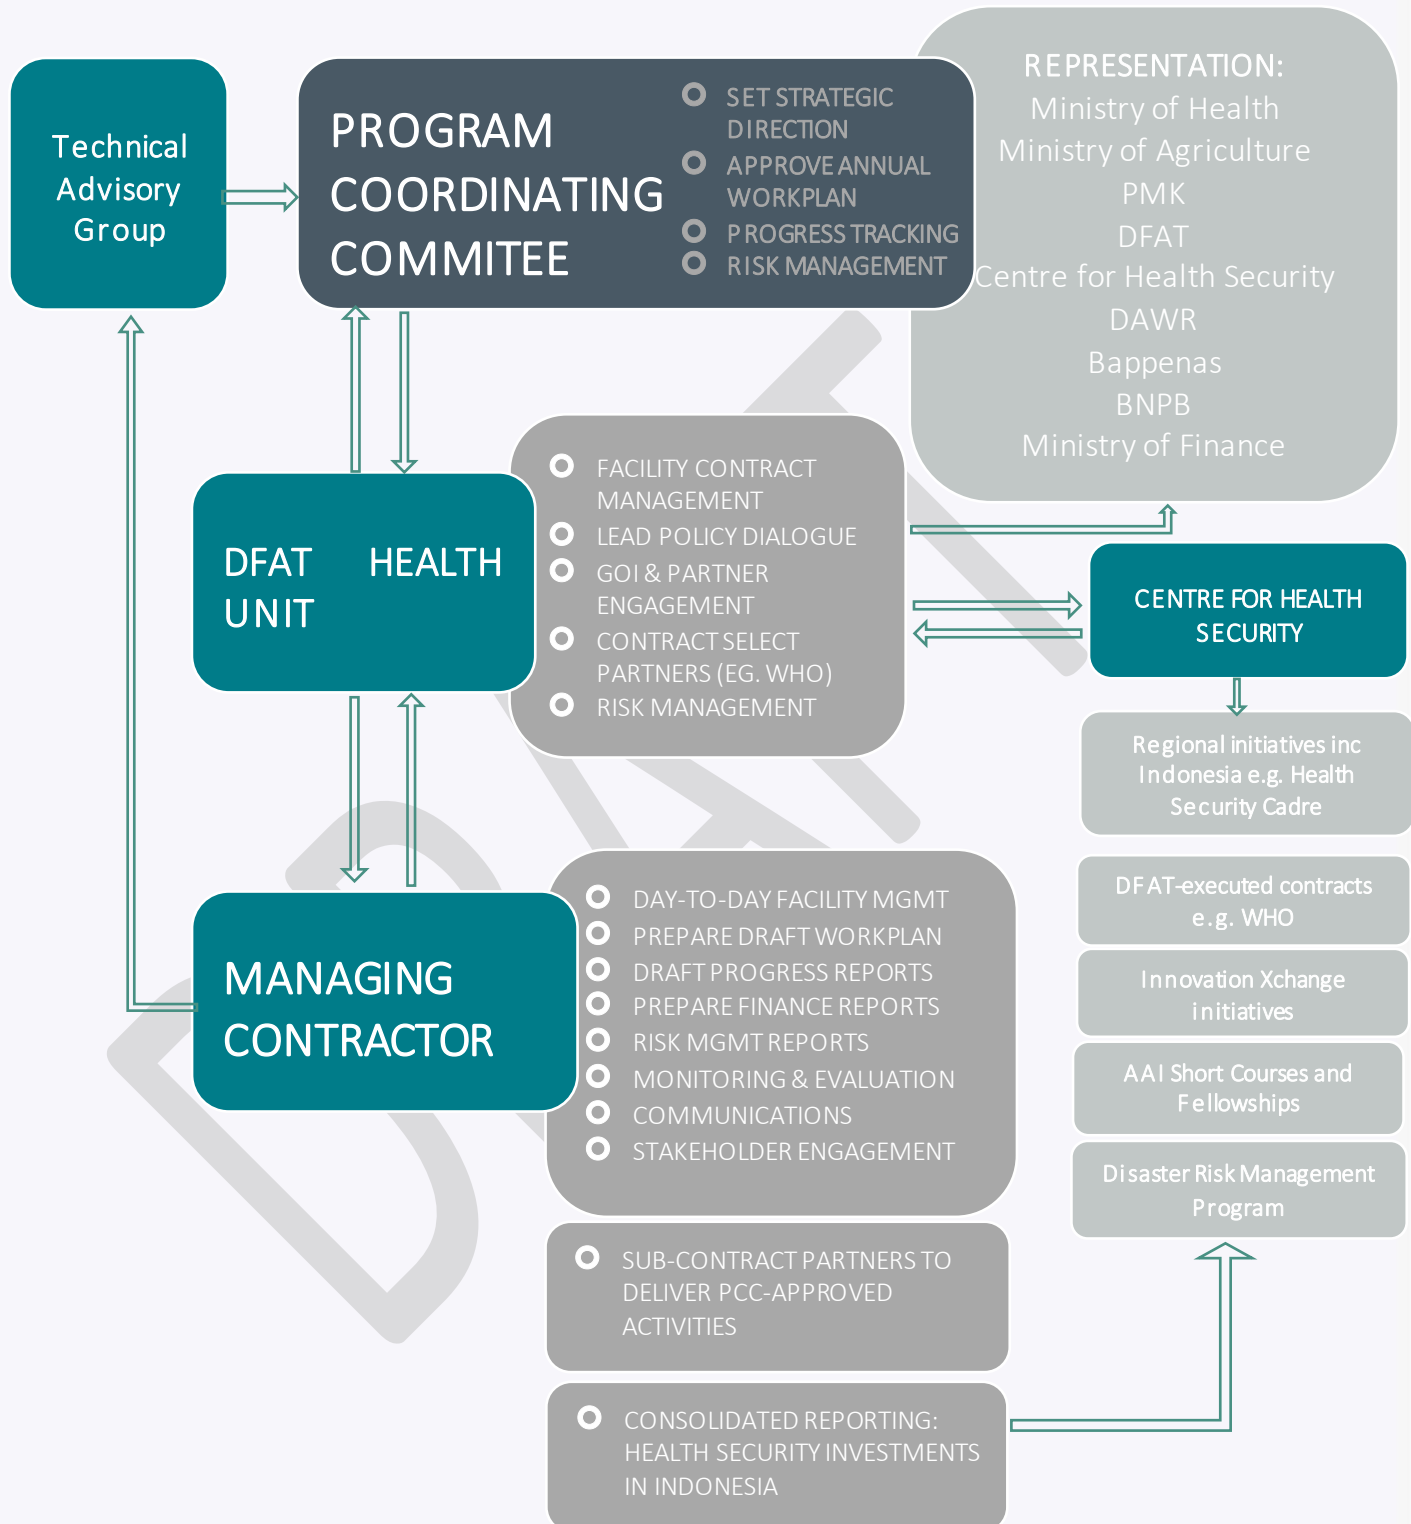 Technical
Advisory
Group
PROGRAM
COORDINATING
COMMITEE
SET STRATEGIC
DIRECTION
APPROVE ANNUAL
WORKPLAN
PROGRESS TRACKING
RISK MANAGEMENT
REPRESENTATION:
Ministry of Health
Ministry of Agriculture
PMK
DFAT
Centre for Health Security
DAWR
Bappenas
BNPB
Ministry of Finance
DFAT HEALTH
UNIT
FACILITY CONTRACT
MANAGEMENT
LEAD POLICY DIALOGUE
GOI & PARTNER
ENGAGEMENT
CONTRACT SELECT
PARTNERS (EG. WHO)
RISK MANAGEMENT
CENTRE FOR HEALTH
SECURITY
Regional initiatives inc
Indonesia e.g. Health
Security Cadre
DFAT-executed contracts
e.g. WHO
Innovation Xchange
initiatives
AAI Short Courses and
Fellowships
Disaster Risk Management
Program
MANAGING
CONTRACTOR
DAY-TO-DAY FACILITY MGMT
PREPARE DRAFT WORKPLAN
DRAFT PROGRESS REPORTS
PREPARE FINANCE REPORTS
RISK MGMT REPORTS
MONITORING & EVALUATION
COMMUNICATIONS
STAKEHOLDER ENGAGEMENT
SUB-CONTRACT PARTNERS TO
DELIVER PCC-APPROVED
ACTIVITIES
CONSOLIDATED REPORTING:
HEALTH SECURITY INVESTMENTS
IN INDONESIA
DRAFT